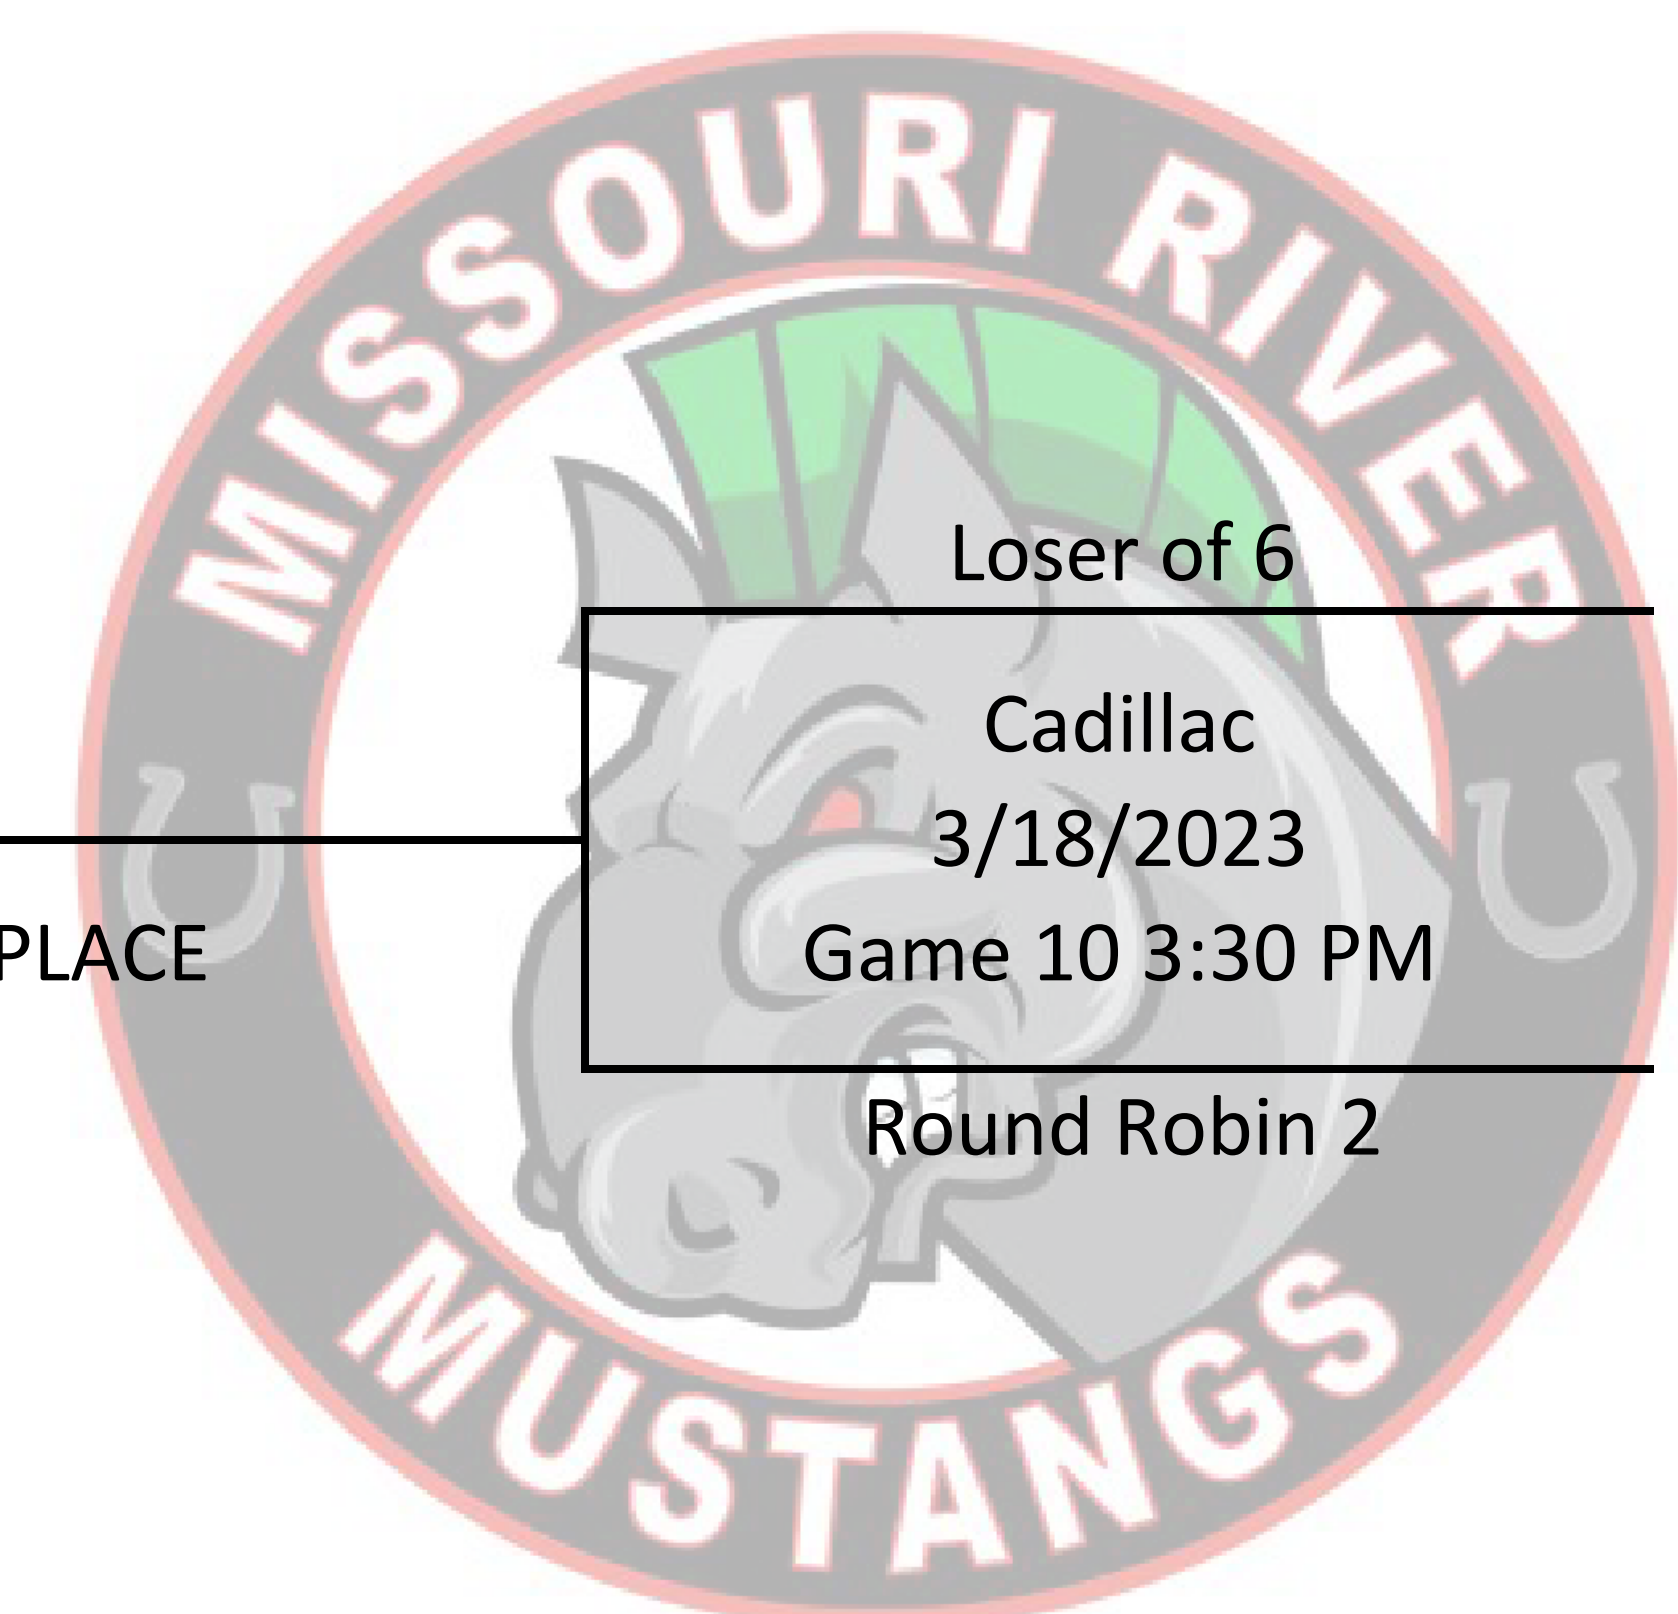 MISSOURI RIVER
Loser of 6
Cadillac
3/18/2023
Game 10 3:30 PM
PLACE
Round Robin 2
MUSTANGS